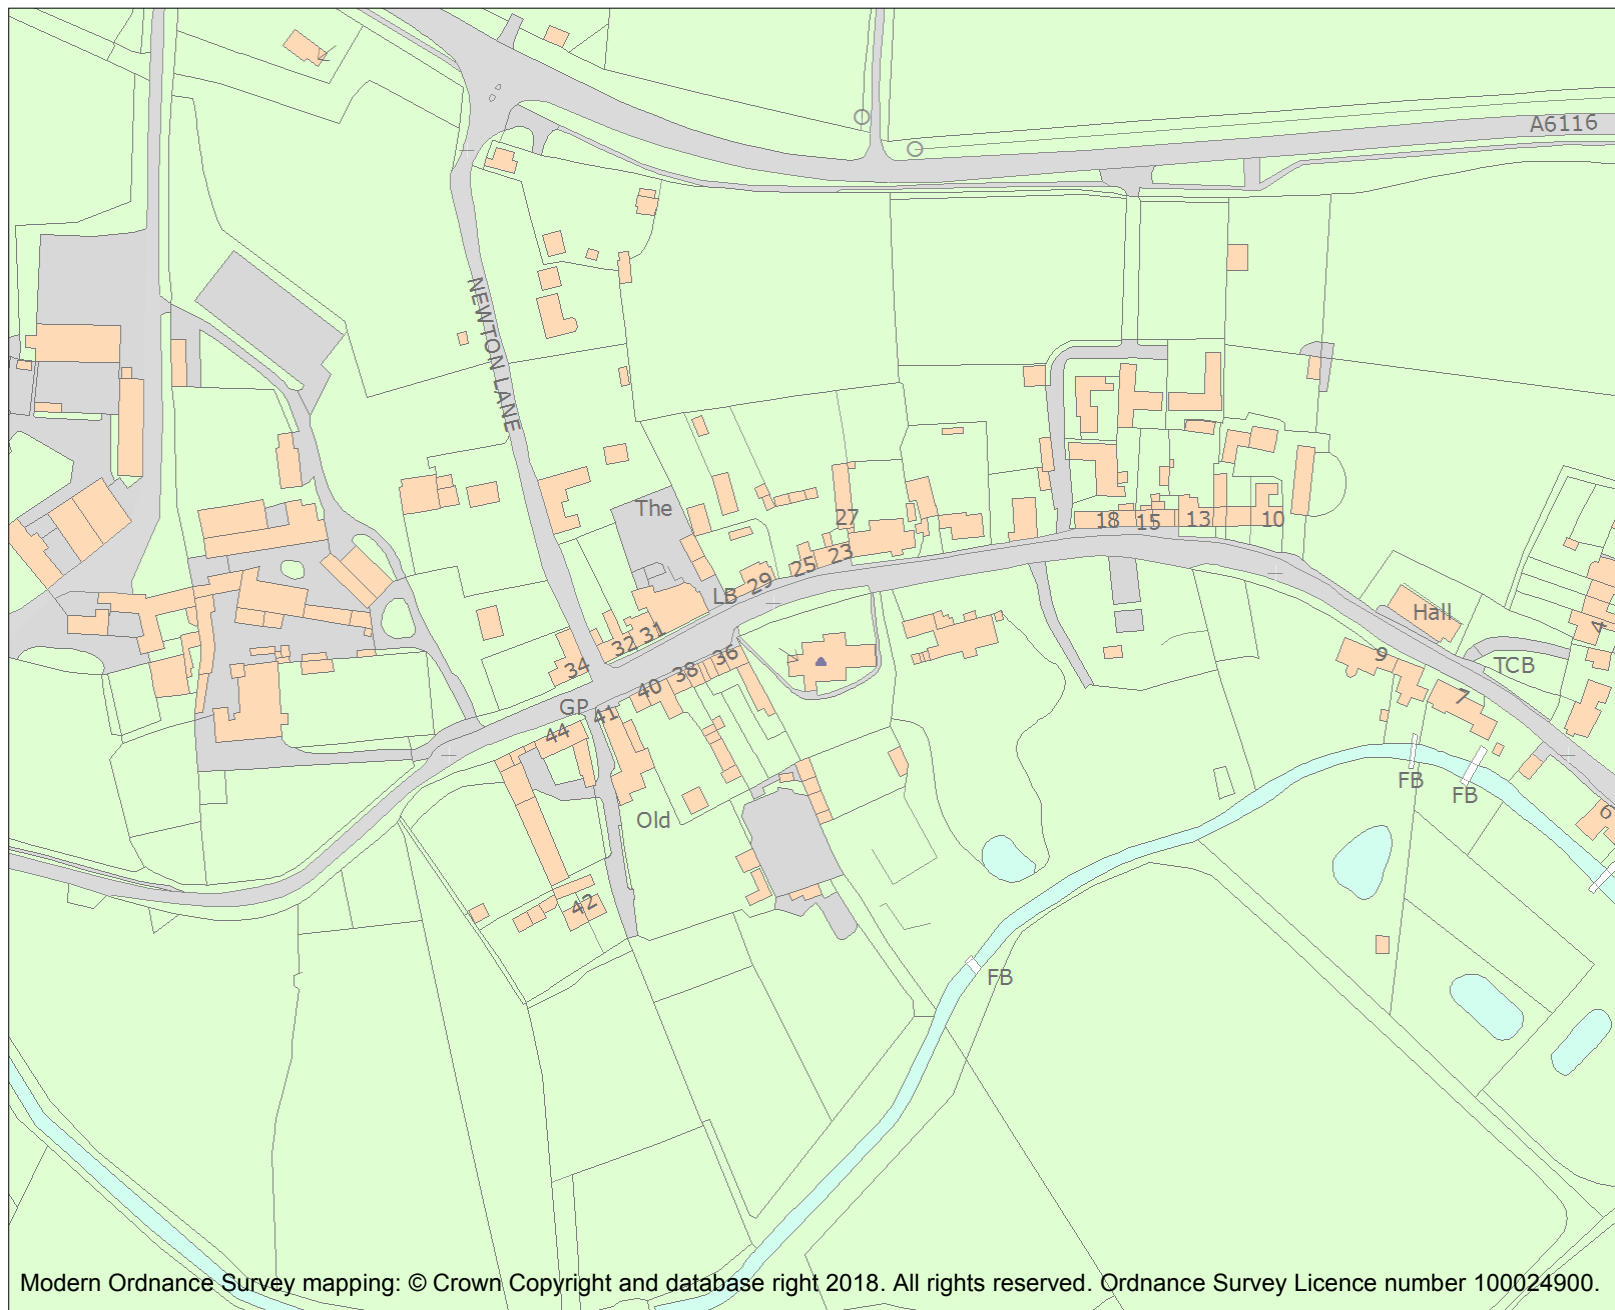 A6116
NEWTON LANE
The
27
18
15
13
10
23
25
29
LB
Hall
4
31
32
36
9
TCB
34
38
40
7
GP
41
44
FB
FB
Old
6
42
FB
Modern Ordnance Survey mapping: © Crown Copyright and database right 2018. All rights reserved. Ordnance Survey Licence number 100024900.